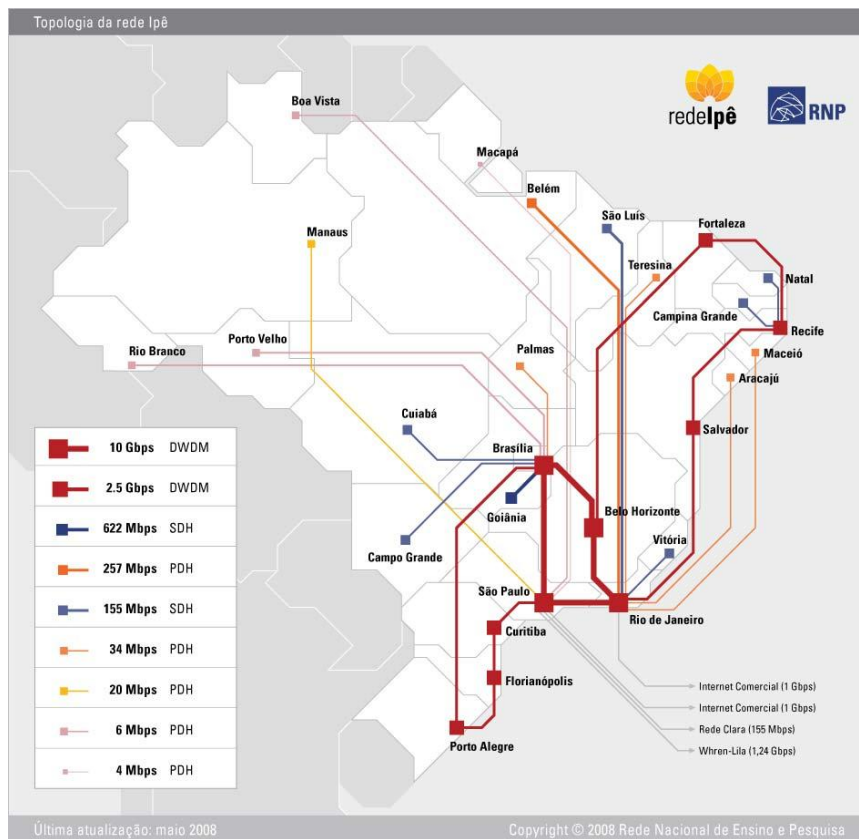 Topologia da rede Ipê
redeIpê
RNP
Boa Vista
Macapá
Belém
São Luís
Fortaleza
Manaus
Teresina
Natal
Campina Grande
Recife
Porto Velho
Rio Branco
Palmas
Maceió
Aracajú
Cuiabá
Salvador
Brasília
Goiânia
Belo Horizonte
Vitória
Campo Grande
São Paulo
Rio de Janeiro
Curitiba
Florianópolis
Porto Alegre
10 Gbps DWDM
2.5 Gbps DWDM
622 Mbps SDH
257 Mbps PDH
155 Mbps SDH
34 Mbps PDH
20 Mbps PDH
6 Mbps PDH
4 Mbps PDH
Internet Comercial (1 Gbps)
Internet Comercial (1 Gbps)
Rede Clara (155 Mbps)
Whren-Lila (1,24 Gbps)
Última atualização: maio 2008
Copyright © 2008 Rede Nacional de Ensino e Pesquisa